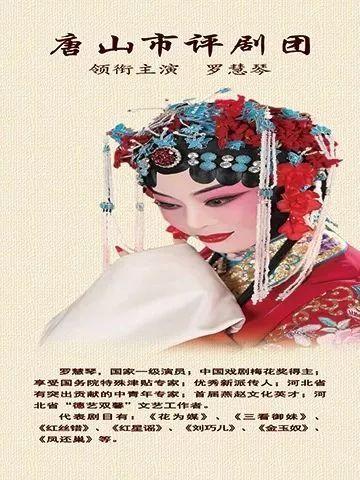 唐山市评剧团
领衔主演 罗慧琴
罗慧琴，国家一级演员；中国戏剧梅花奖得主；
享受国务院特殊津贴专家；优秀新派传人；河北省
有突出贡献的中青年专家；首届燕赵文化英才；河
北省“德艺双馨”文艺工作者。
代表剧目有：《花为媒》、《三看御妹》、
《红丝错》、《红星谣》、《刘巧儿》、《金玉奴》、
《凤还巢》等。